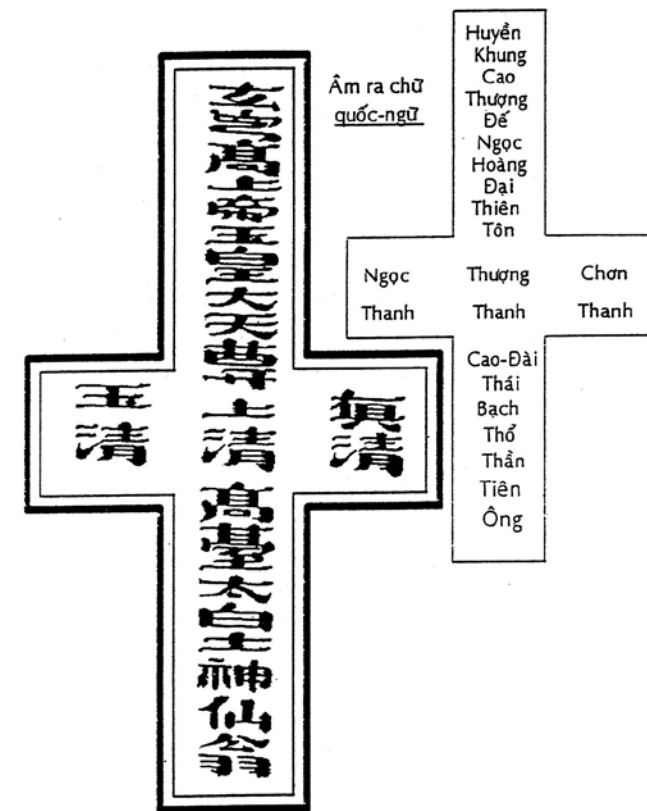 玄穹高上帝玉皇大天尊上清高臺太白土神仙翁
玉清
真清
Âm ra chữ
quốc-ngữ
Huyền
Khung
Cao
Thượng
Đế
Ngọc
Hoàng
Đại
Thiên
Tôn
Ngọc Thượng Chơn
Thanh Thanh Thanh
Cao-Đài
Thái
Bạch
Thổ
Thần
Tiên
Ông